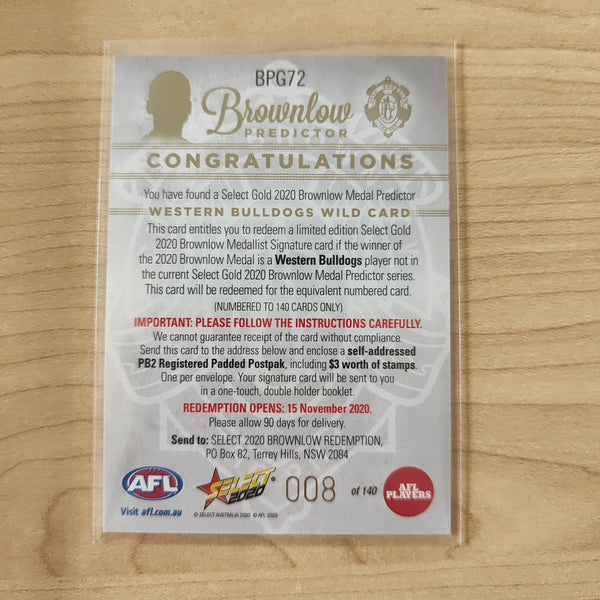 BPG72
Brownlow
PREDICTOR
CONGRATULATIONS
You have found a Select Gold 2020 Brownlow Medal Predictor
WESTERN BULLDOGS WILD CARD
This card entitles you to redeem a limited edition Select Gold
2020 Brownlow Medallist Signature card if the winner of
the 2020 Brownlow Medal is a Western Bulldogs player not in
the current Select Gold 2020 Brownlow Medal Predictor series.
This card will be redeemed for the equivalent numbered card.
(NUMBERED TO 140 CARDS ONLY)
IMPORTANT: PLEASE FOLLOW THE INSTRUCTIONS CAREFULLY.
We cannot guarantee receipt of the card without compliance.
Send this card to the address below and enclose a self-addressed
PB2 Registered Padded Postpak, including $3 worth of stamps.
One per envelope. Your signature card will be sent to you
in a one-touch, double holder booklet.
REDEMPTION OPENS: 15 November 2020.
Please allow 90 days for delivery.
Send to: SELECT 2020 BROWNLOW REDEMPTION,
PO Box 82, Terrey Hills, NSW 2084
AFL
Visit afl.com.au
SELECT
2020
© SELECT AUSTRALIA 2020 © AFL 2020
008 of 140
AFL
PLAYERS